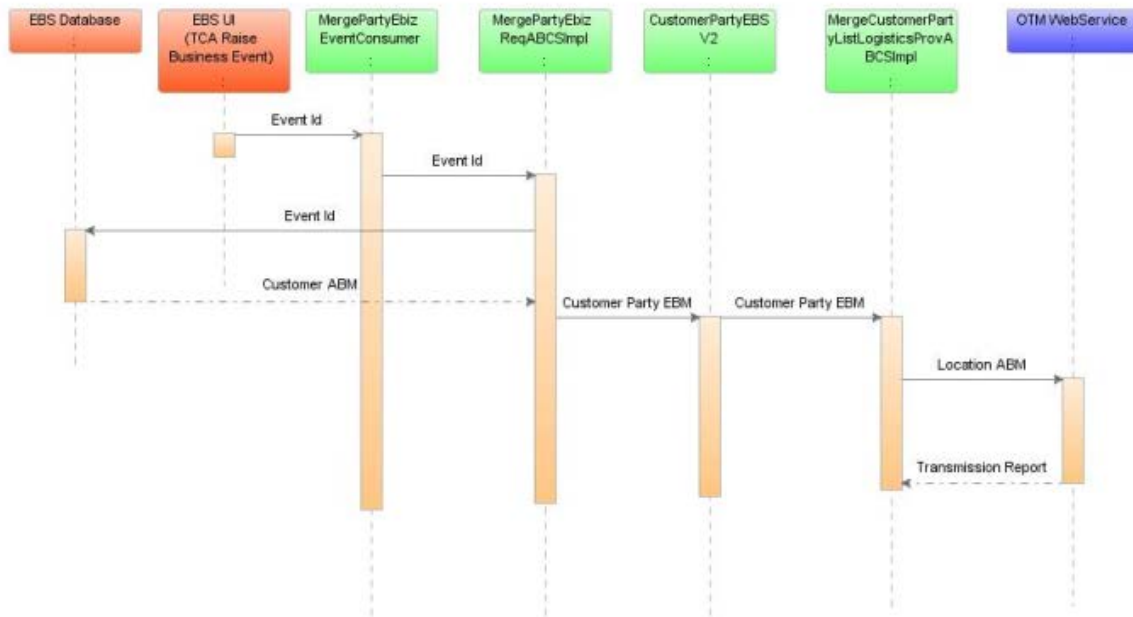 EBS Database
:
EBS UI
(TCA Raise
Business Event)
:
MergePartyEbiz
EventConsumer
:
MergePartyEbiz
ReqABCSImpl
:
CustomerPartyEBS
V2
:
MergeCustomerPart
yListLogisticsProvA
BCSImpl
:
OTM WebService
:
Event Id
Event Id
Event Id
Customer ABM
Customer Party EBM
Customer Party EBM
Location ABM
Transmission Report